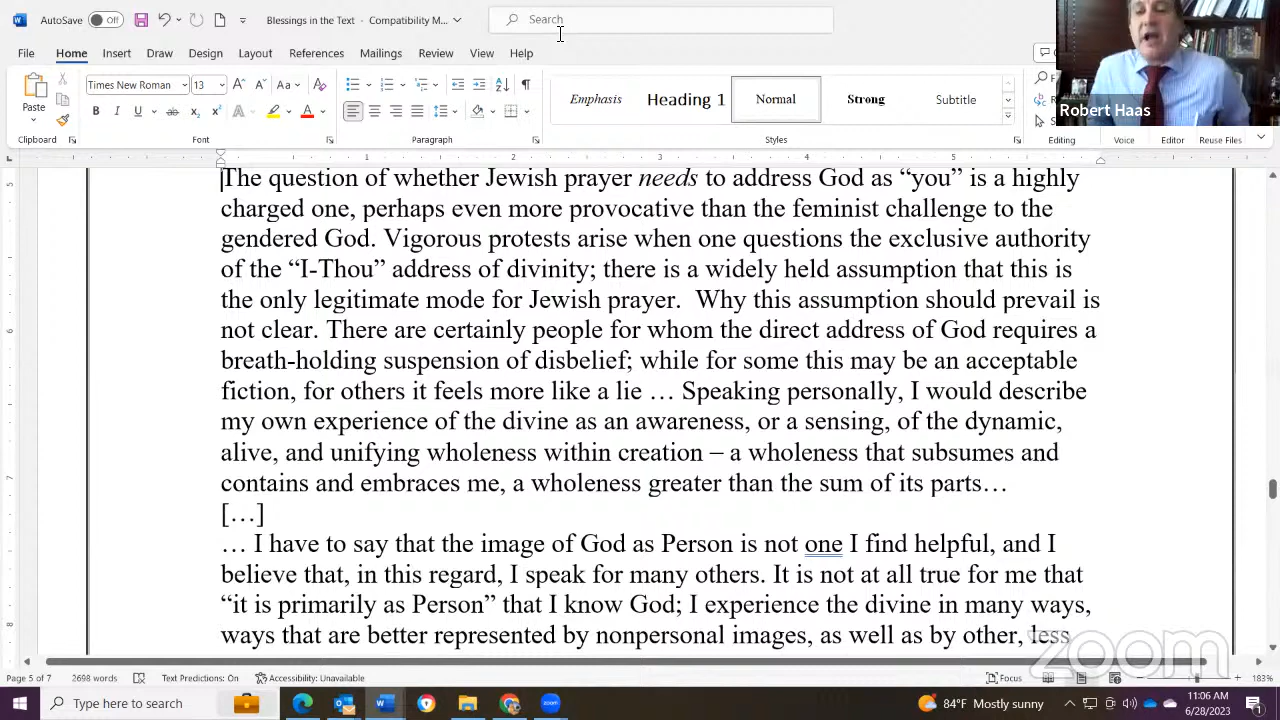 AutoSave Off Blessings in the Text - Compatibility M... Search
File Home Insert Draw Design Layout References Mailings Review View Help
Times New Roman 13 Aa
Paste
B I U ab x A A
Emphasis Heading 1 Normal Strong Subtitle
Robert Haas
Clipboard Font Paragraph Styles Editing Voice Editor Reuse Files
1 2 3 4 5
The question of whether Jewish prayer needs to address God as “you” is a highly
charged one, perhaps even more provocative than the feminist challenge to the
gendered God. Vigorous protests arise when one questions the exclusive authority
of the “I-Thou” address of divinity; there is a widely held assumption that this is
the only legitimate mode for Jewish prayer.  Why this assumption should prevail is
not clear. There are certainly people for whom the direct address of God requires a
breath-holding suspension of disbelief; while for some this may be an acceptable
fiction, for others it feels more like a lie … Speaking personally, I would describe
my own experience of the divine as an awareness, or a sensing, of the dynamic,
alive, and unifying wholeness within creation – a wholeness that subsumes and
contains and embraces me, a wholeness greater than the sum of its parts…
[…]
… I have to say that the image of God as Person is not one I find helpful, and I
believe that, in this regard, I speak for many others. It is not at all true for me that
“it is primarily as Person” that I know God; I experience the divine in many ways,
ways that are better represented by nonpersonal images, as well as by other, less
zoom
Page 5 of 7 2698 words Text Predictions: On Accessibility: Unavailable Focus 183%
Type here to search 84°F Mostly sunny 11:06 AM
6/28/2023